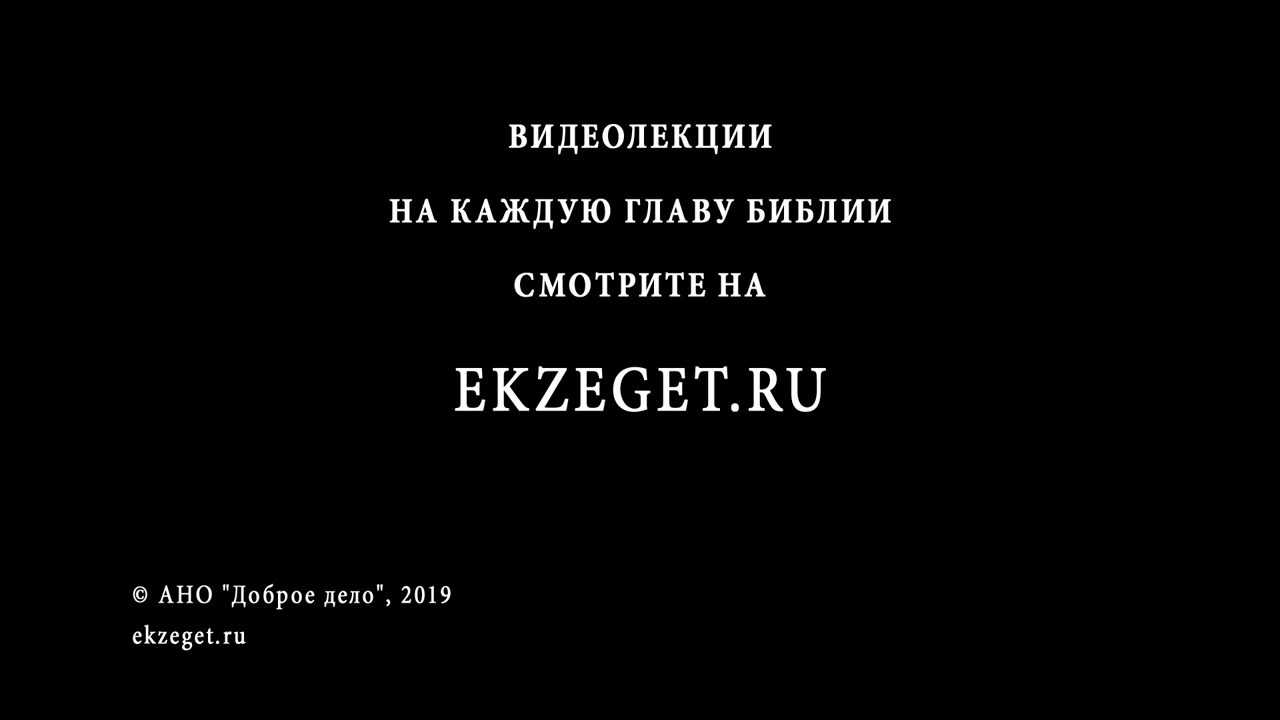 ВИДЕОЛЕКЦИИ
НА КАЖДУЮ ГЛАВУ БИБЛИИ
СМОТРИТЕ НА
EKZEGET.RU
© АНО "Доброе дело", 2019
ekzeget.ru